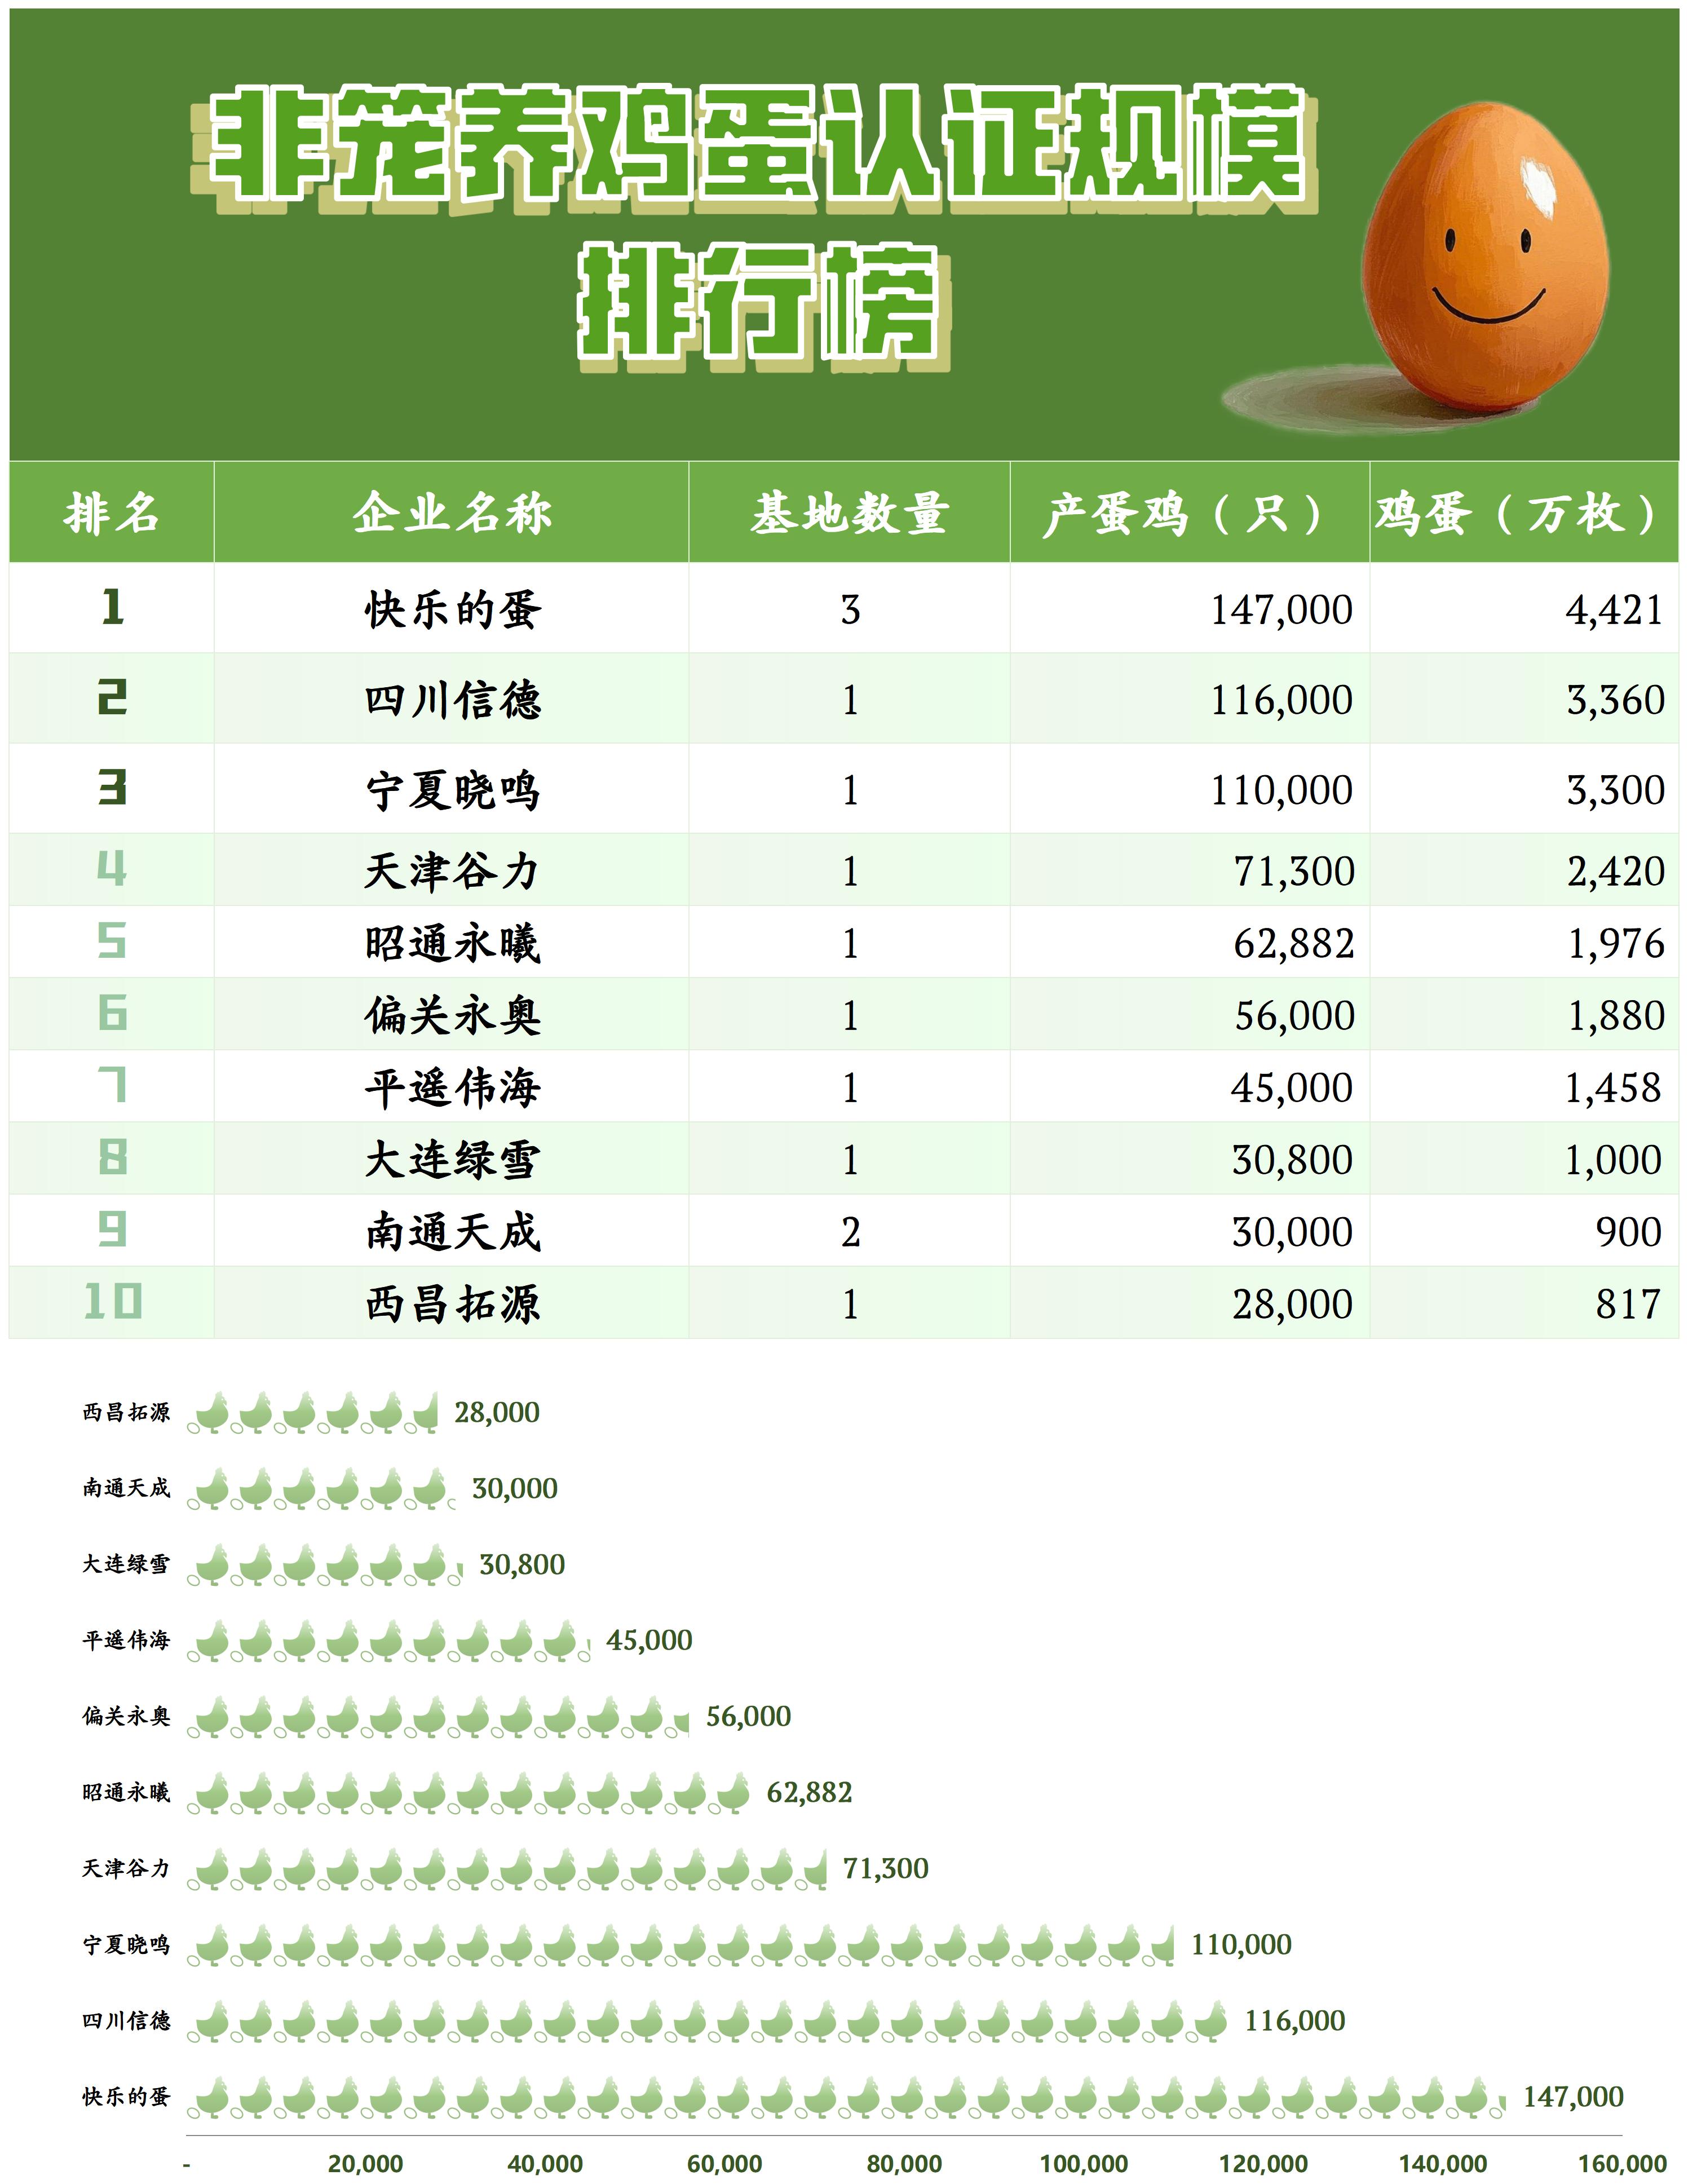 非笼养鸡蛋认证规模
排行榜
排名 企业名称 基地数量 产蛋鸡（只） 鸡蛋（万枚）
1 快乐的蛋 3 147,000 4,421
2 四川信德 1 116,000 3,360
3 宁夏晓鸣 1 110,000 3,300
4 天津谷力 1 71,300 2,420
5 昭通永曦 1 62,882 1,976
6 偏关永奥 1 56,000 1,880
7 平遥伟海 1 45,000 1,458
8 大连绿雪 1 30,800 1,000
9 南通天成 2 30,000 900
10 西昌拓源 1 28,000 817
西昌拓源 28,000
南通天成 30,000
大连绿雪 30,800
平遥伟海 45,000
偏关永奥 56,000
昭通永曦 62,882
天津谷力 71,300
宁夏晓鸣 110,000
四川信德 116,000
快乐的蛋 147,000
- 20,000 40,000 60,000 80,000 100,000 120,000 140,000 160,000